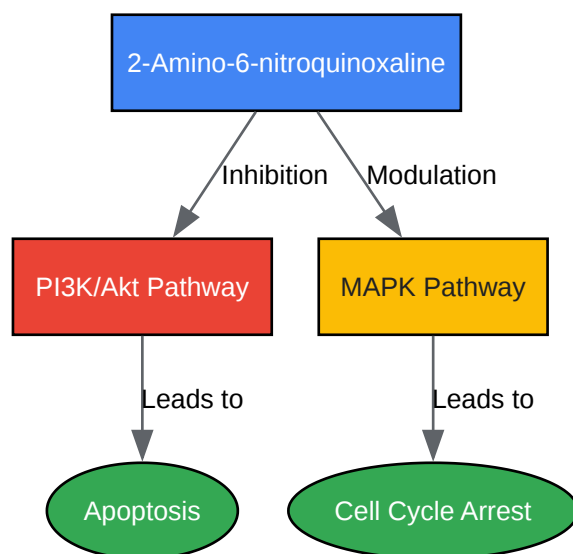 2-Amino-6-nitroquinoxaline
Inhibition
Modulation
PI3K/Akt Pathway
MAPK Pathway
Leads to
Leads to
Apoptosis
Cell Cycle Arrest